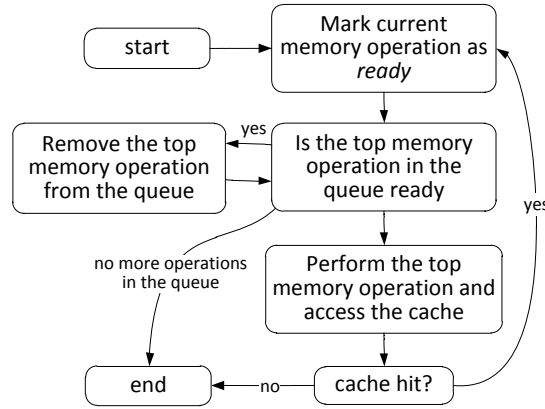 start
Mark current
memory operation as
ready
yes
Remove the top
memory operation
from the queue
Is the top memory
operation in the
queue ready
yes
no more operations
in the queue
Perform the top
memory operation and
access the cache
end
no
cache hit?